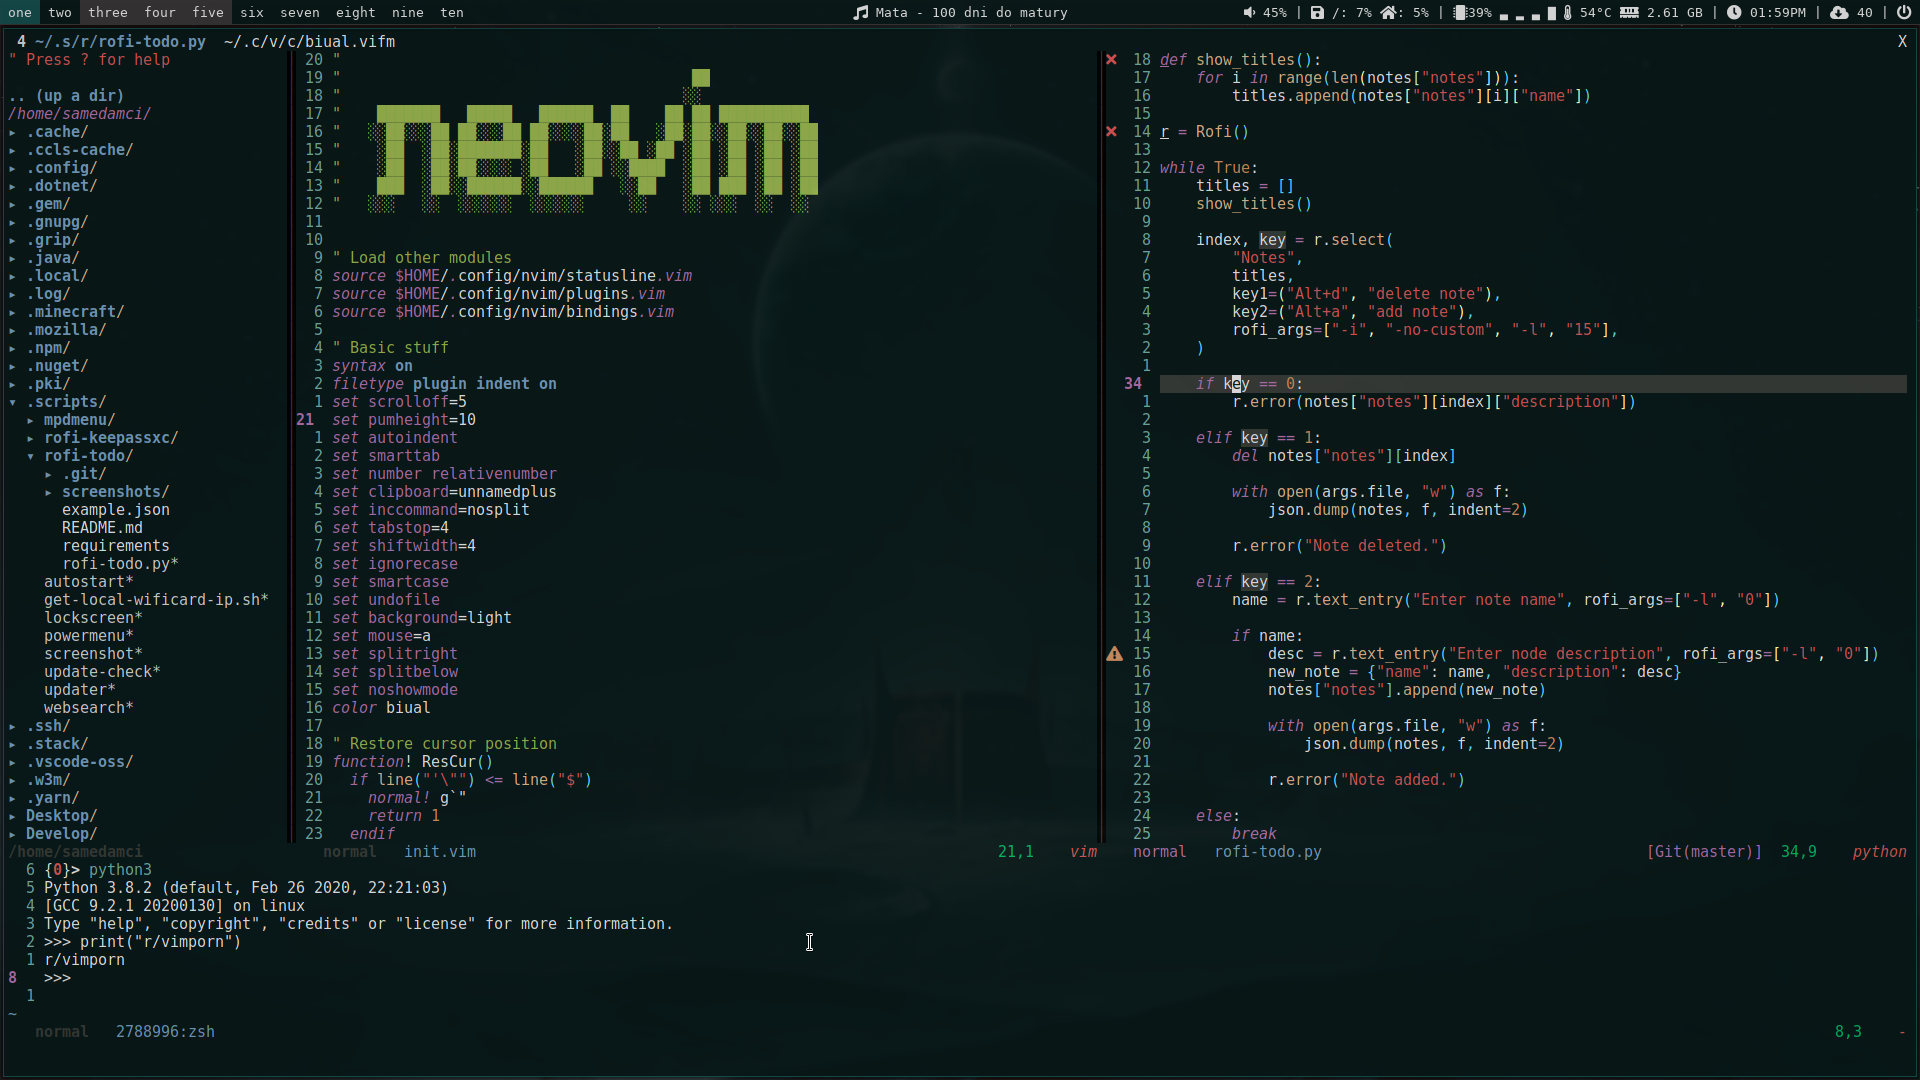 one two three four five six seven eight nine ten
Mata - 100 dni do matury
45% | /: 7% : 5% | 39% 54°C 2.61 GB | 01:59PM | 40 |
4 ~/.s/r/rofi-todo.py ~/.c/v/c/biual.vifm X
" Press ? for help
.. (up a dir)
/home/samedamci/
▸ .cache/
▸ .ccls-cache/
▸ .config/
▸ .dotnet/
▸ .gem/
▸ .gnupg/
▸ .grip/
▸ .java/
▸ .local/
▸ .log/
▸ .minecraft/
▸ .mozilla/
▸ .npm/
▸ .nuget/
▸ .pki/
▾ .scripts/
▸ mpdmenu/
▸ rofi-keepassxc/
▾ rofi-todo/
▸ .git/
▸ screenshots/
example.json
README.md
requirements
rofi-todo.py*
autostart*
get-local-wificard-ip.sh*
lockscreen*
powermenu*
screenshot*
update-check*
updater*
websearch*
▸ .ssh/
▸ .stack/
▸ .vscode-oss/
▸ .w3m/
▸ .yarn/
▸ Desktop/
▸ Develop/
/home/samedamci
20 "
19 "
18 "
17 "
16 "
15 "
14 "
13 "
12 "
11
10
9 " Load other modules
8 source $HOME/.config/nvim/statusline.vim
7 source $HOME/.config/nvim/plugins.vim
6 source $HOME/.config/nvim/bindings.vim
5
4 " Basic stuff
3 syntax on
2 filetype plugin indent on
1 set scrolloff=5
21 set pumheight=10
1 set autoindent
2 set smarttab
3 set number relativenumber
4 set clipboard=unnamedplus
5 set inccommand=nosplit
6 set tabstop=4
7 set shiftwidth=4
8 set ignorecase
9 set smartcase
10 set undofile
11 set background=light
12 set mouse=a
13 set splitright
14 set splitbelow
15 set noshowmode
16 color biual
17
18 " Restore cursor position
19 function! ResCur()
20 if line("'\"") <= line("$")
21 normal! g`"
22 return 1
23 endif
normal init.vim 21,1 vim
18 def show_titles():
17 for i in range(len(notes["notes"])):
16 titles.append(notes["notes"][i]["name"])
15
14 r = Rofi()
13
12 while True:
11 titles = []
10 show_titles()
9
8 index, key = r.select(
7 "Notes",
6 titles,
5 key1=("Alt+d", "delete note"),
4 key2=("Alt+a", "add note"),
3 rofi_args=["-i", "-no-custom", "-l", "15"],
2 )
1
34 if key == 0:
1 r.error(notes["notes"][index]["description"])
2
3 elif key == 1:
4 del notes["notes"][index]
5
6 with open(args.file, "w") as f:
7 json.dump(notes, f, indent=2)
8
9 r.error("Note deleted.")
10
11 elif key == 2:
12 name = r.text_entry("Enter note name", rofi_args=["-l", "0"])
13
14 if name:
15 desc = r.text_entry("Enter node description", rofi_args=["-l", "0"])
16 new_note = {"name": name, "description": desc}
17 notes["notes"].append(new_note)
18
19 with open(args.file, "w") as f:
20 json.dump(notes, f, indent=2)
21
22 r.error("Note added.")
23
24 else:
25 break
normal rofi-todo.py [Git(master)] 34,9 python
6 {0}> python3
5 Python 3.8.2 (default, Feb 26 2020, 22:21:03)
4 [GCC 9.2.1 20200130] on linux
3 Type "help", "copyright", "credits" or "license" for more information.
2 >>> print("r/vimporn")
1 r/vimporn
8 >>>
1
~
normal 2788996:zsh 8,3 -